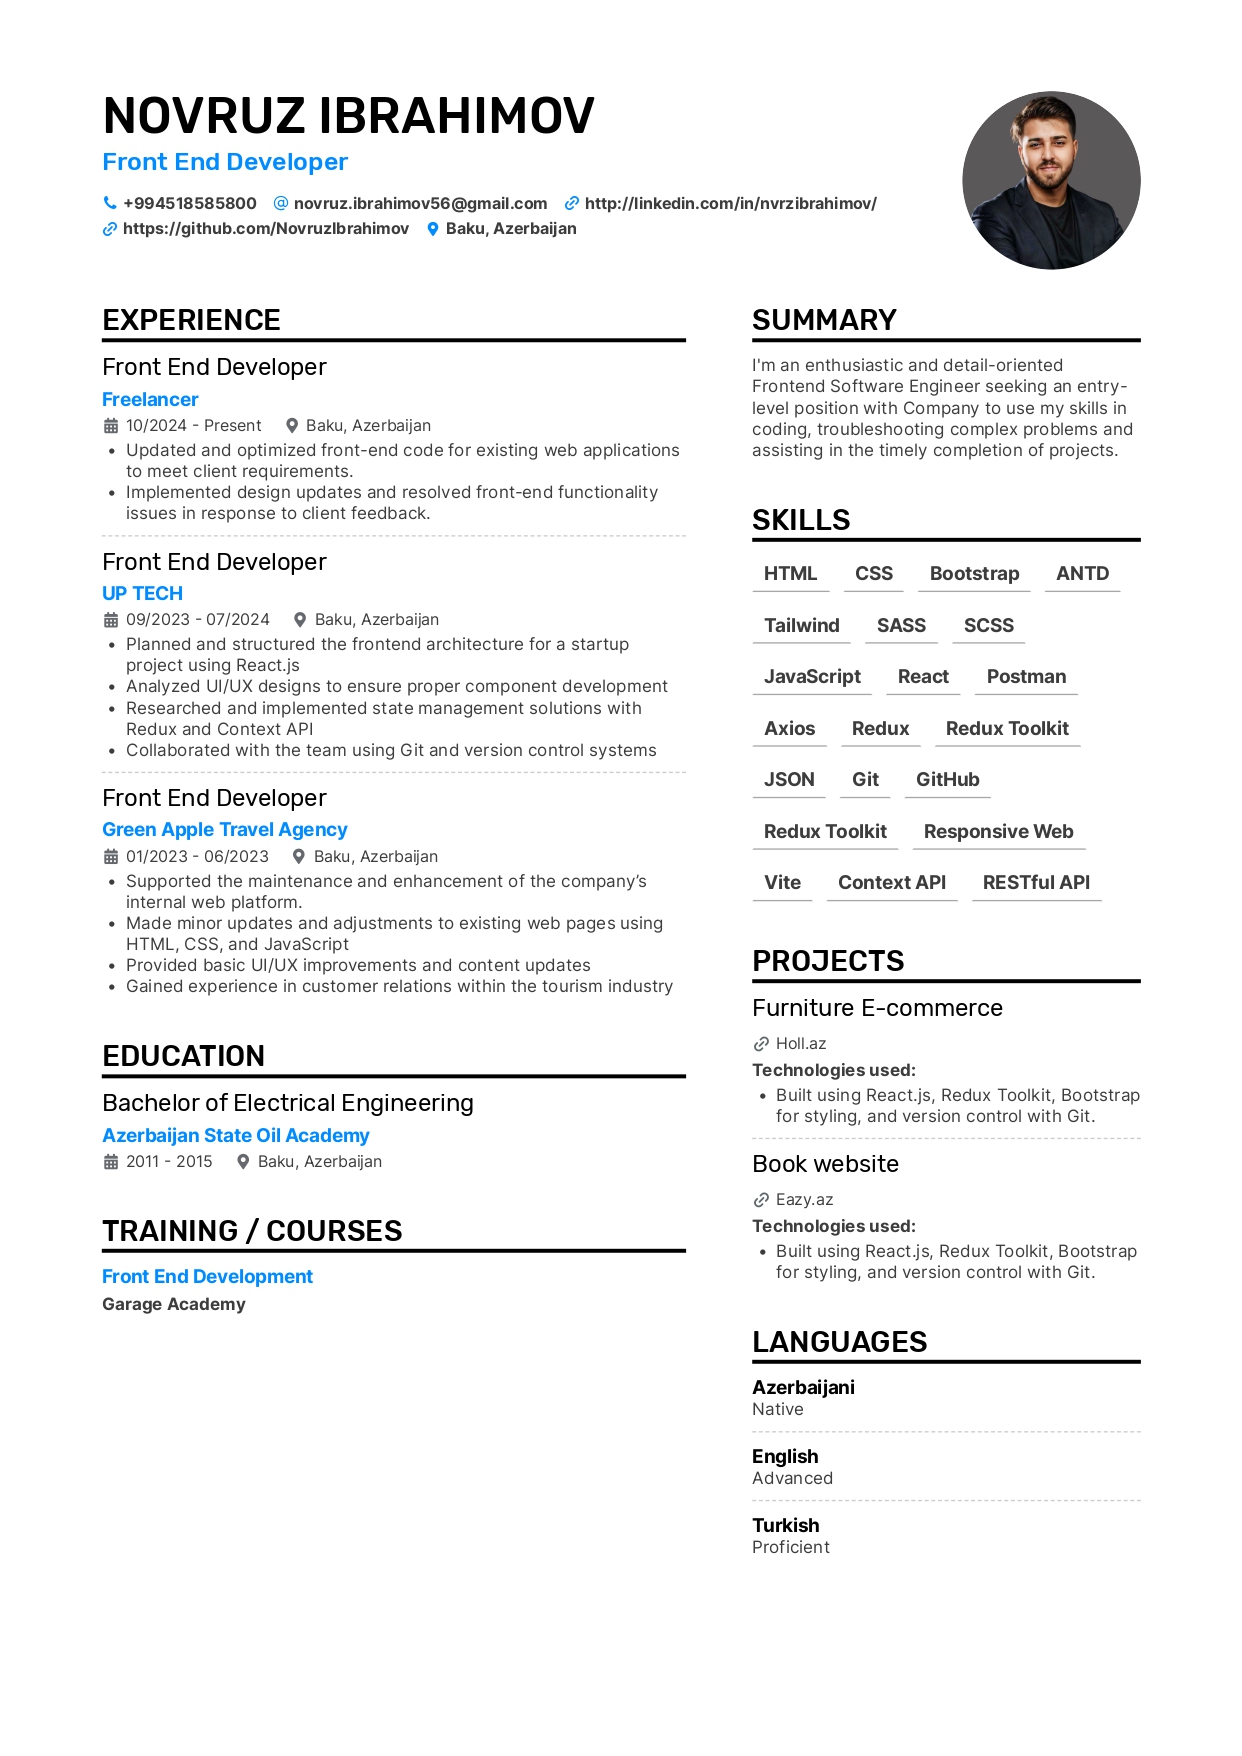 NOVRUZ IBRAHIMOV
Front End Developer
+994518585800 novruz.ibrahimov56@gmail.com http://linkedin.com/in/nvrzibrahimov/
https://github.com/NovruzIbrahimov Baku, Azerbaijan
EXPERIENCE
Front End Developer
Freelancer
10/2024 - Present Baku, Azerbaijan
• Updated and optimized front-end code for existing web applications
to meet client requirements.
• Implemented design updates and resolved front-end functionality
issues in response to client feedback.
Front End Developer
UP TECH
09/2023 - 07/2024 Baku, Azerbaijan
• Planned and structured the frontend architecture for a startup
project using React.js
• Analyzed UI/UX designs to ensure proper component development
• Researched and implemented state management solutions with
Redux and Context API
• Collaborated with the team using Git and version control systems
Front End Developer
Green Apple Travel Agency
01/2023 - 06/2023 Baku, Azerbaijan
• Supported the maintenance and enhancement of the company’s
internal web platform.
• Made minor updates and adjustments to existing web pages using
HTML, CSS, and JavaScript
• Provided basic UI/UX improvements and content updates
• Gained experience in customer relations within the tourism industry
EDUCATION
Bachelor of Electrical Engineering
Azerbaijan State Oil Academy
2011 - 2015 Baku, Azerbaijan
TRAINING / COURSES
Front End Development
Garage Academy
SUMMARY
I'm an enthusiastic and detail-oriented
Frontend Software Engineer seeking an entry-
level position with Company to use my skills in
coding, troubleshooting complex problems and
assisting in the timely completion of projects.
SKILLS
HTML CSS Bootstrap ANTD
Tailwind SASS SCSS
JavaScript React Postman
Axios Redux Redux Toolkit
JSON Git GitHub
Redux Toolkit Responsive Web
Vite Context API RESTful API
PROJECTS
Furniture E-commerce
Holl.az
Technologies used:
• Built using React.js, Redux Toolkit, Bootstrap
for styling, and version control with Git.
Book website
Eazy.az
Technologies used:
• Built using React.js, Redux Toolkit, Bootstrap
for styling, and version control with Git.
LANGUAGES
Azerbaijani
Native
English
Advanced
Turkish
Proficient